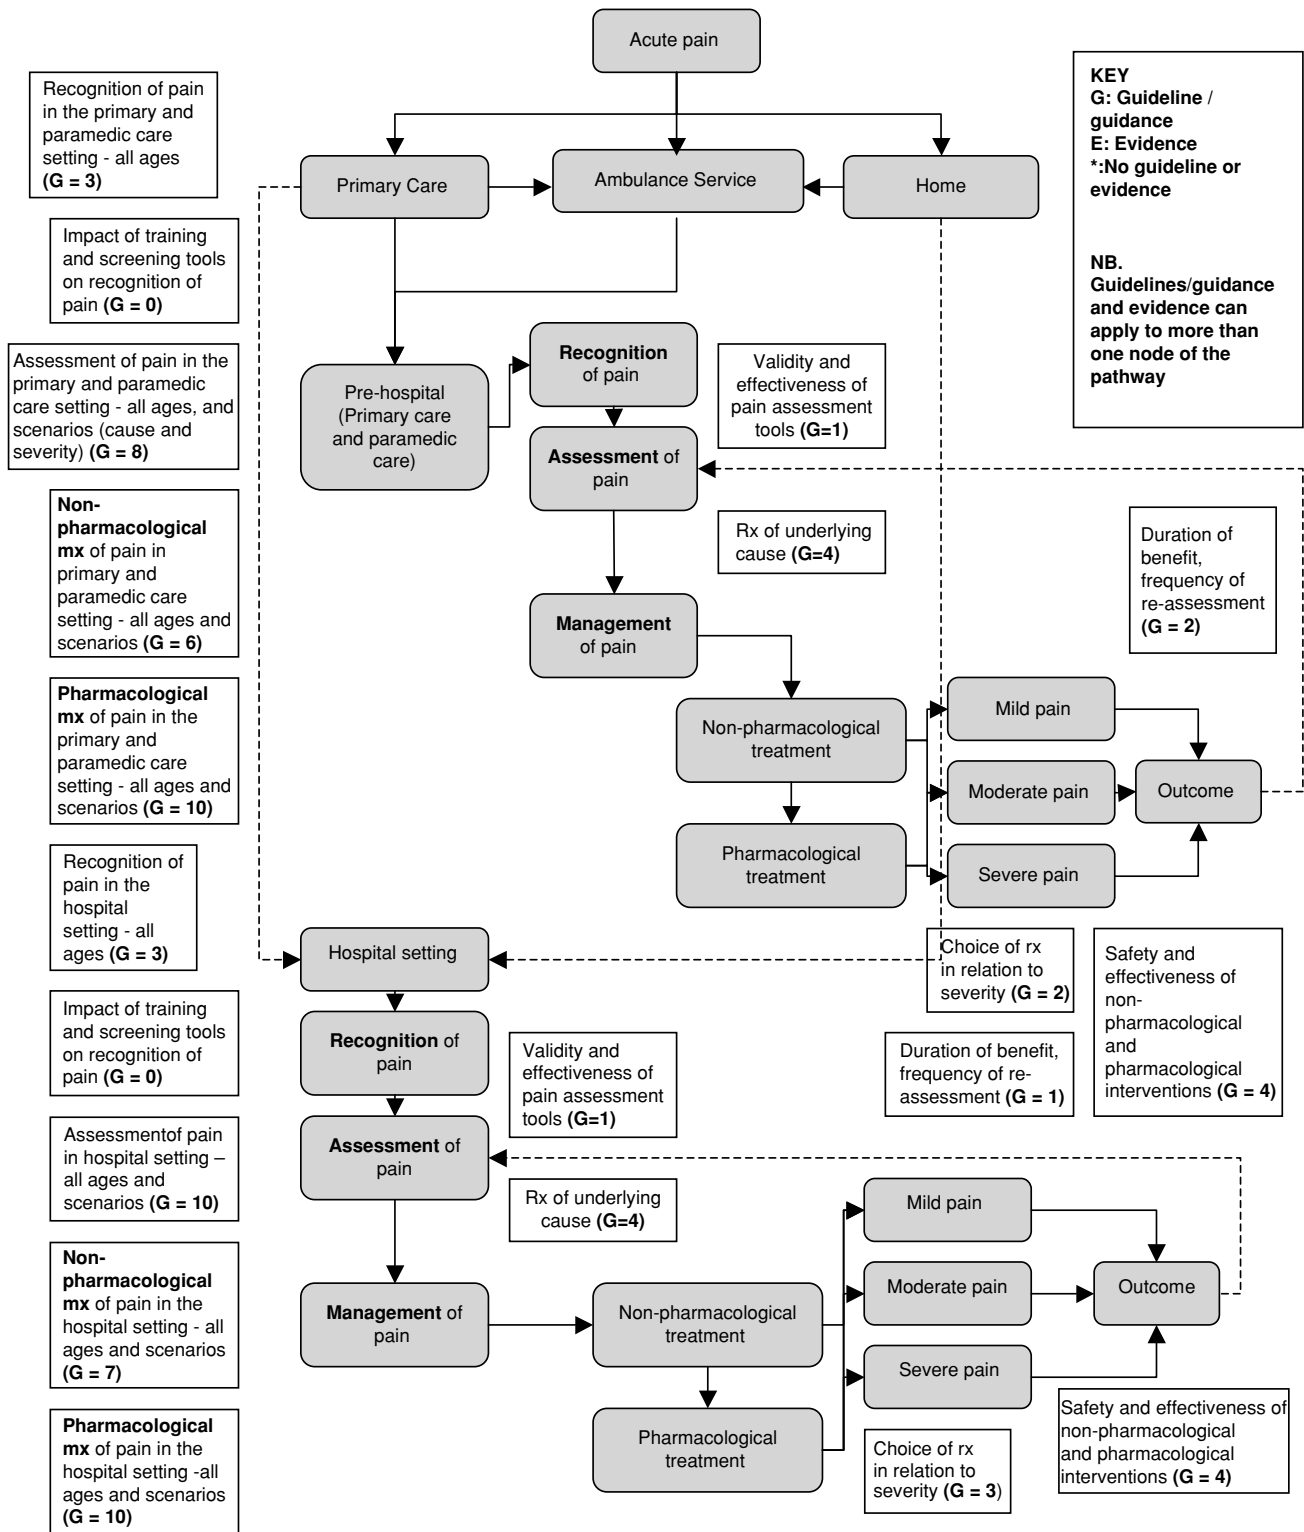 Acute pain
KEY
G: Guideline /
guidance
E: Evidence
*:No guideline or
evidence
NB.
Guidelines/guidance
and evidence can
apply to more than
one node of the
pathway
Recognition of pain
in the primary and
paramedic care
setting - all ages
(G = 3)
Primary Care
Ambulance Service
Home
Impact of training
and screening tools
on recognition of
pain (G = 0)
Assessment of pain in the
primary and paramedic
care setting - all ages, and
scenarios (cause and
severity) (G = 8)
Pre-hospital
(Primary care
and paramedic
care)
Recognition
of pain
Validity and
effectiveness of
pain assessment
tools (G=1)
Assessment of
pain
Non-
pharmacological
mx of pain in
primary and
paramedic care
setting - all ages and
scenarios (G = 6)
Rx of underlying
cause (G=4)
Duration of
benefit,
frequency of
re-assessment
(G = 2)
Management
of pain
Pharmacological
mx of pain in the
primary and
paramedic care
setting - all ages and
scenarios (G = 10)
Non-pharmacological
treatment
Mild pain
Moderate pain
Outcome
Pharmacological
treatment
Severe pain
Recognition of
pain in the
hospital
setting - all
ages (G = 3)
Hospital setting
Choice of rx
in relation to
severity (G = 2)
Safety and
effectiveness of
non-
pharmacological
and
pharmacological
interventions (G = 4)
Impact of training
and screening tools
on recognition of
pain (G = 0)
Recognition of
pain
Validity and
effectiveness of
pain assessment
tools (G=1)
Duration of benefit,
frequency of re-
assessment (G = 1)
Assessmentof pain
in hospital setting –
all ages and
scenarios (G = 10)
Assessment of
pain
Rx of underlying
cause (G=4)
Mild pain
Non-
pharmacological
mx of pain in the
hospital setting - all
ages and scenarios
(G = 7)
Management of
pain
Non-pharmacological
treatment
Moderate pain
Outcome
Severe pain
Pharmacological
mx of pain in the
hospital setting -all
ages and scenarios
(G = 10)
Pharmacological
treatment
Choice of rx
in relation to
severity (G = 3)
Safety and effectiveness of
non-pharmacological
and pharmacological
interventions (G = 4)